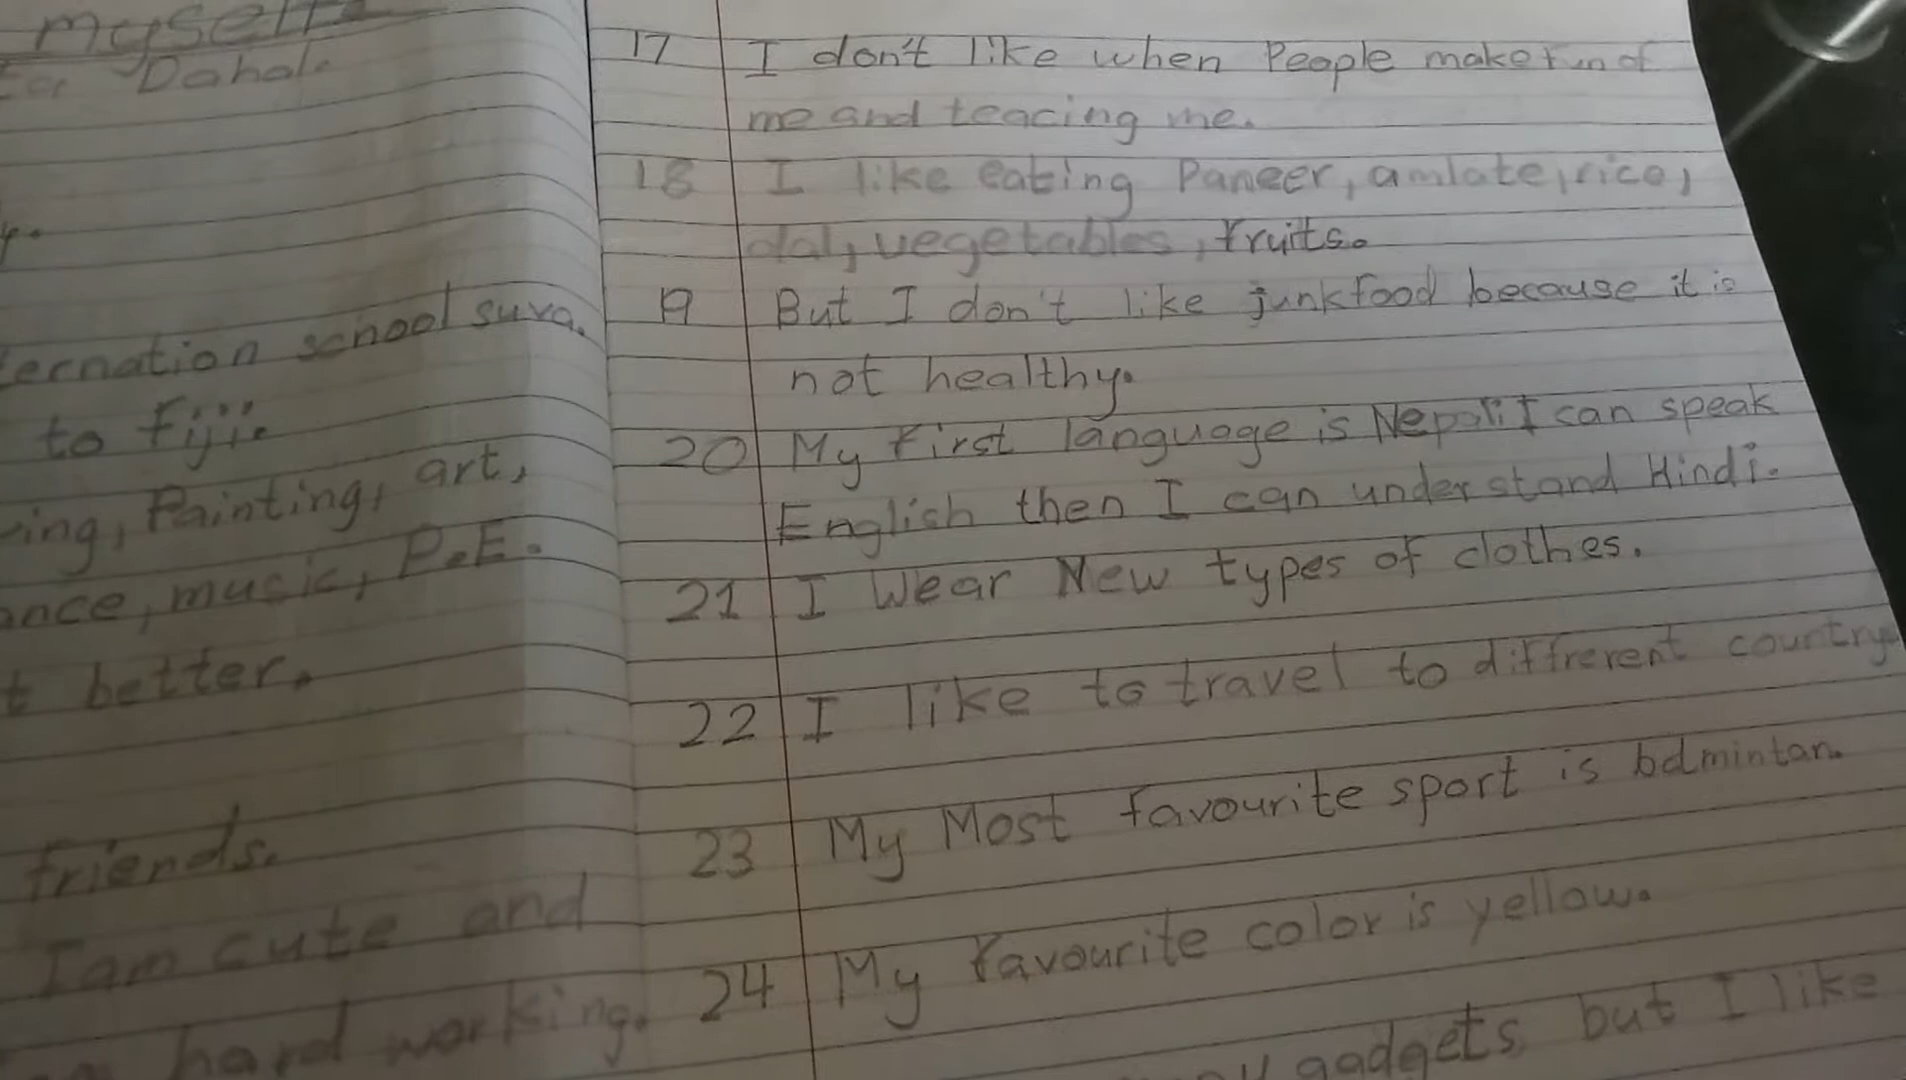 myself
Dahal.
ternation school suva.
to fiji.
ing, Painting, art,
ance, music, P.E.
t better.
friends.
I am cute and
hard working.
17 I don't like when People make fun of
me and teacing me.
18 I like eating Paneer, amlate, rice,
dal, vegetables, fruits.
19 But I don't like junkfood because it is
not healthy.
20 My first language is Nepali I can speak
English then I can understand Hindi.
21 I Wear New types of clothes.
22 I like to travel to diffrerent country
23 My Most favourite sport is bdmintan.
24 My favourite color is yellow.
gadgets but I like